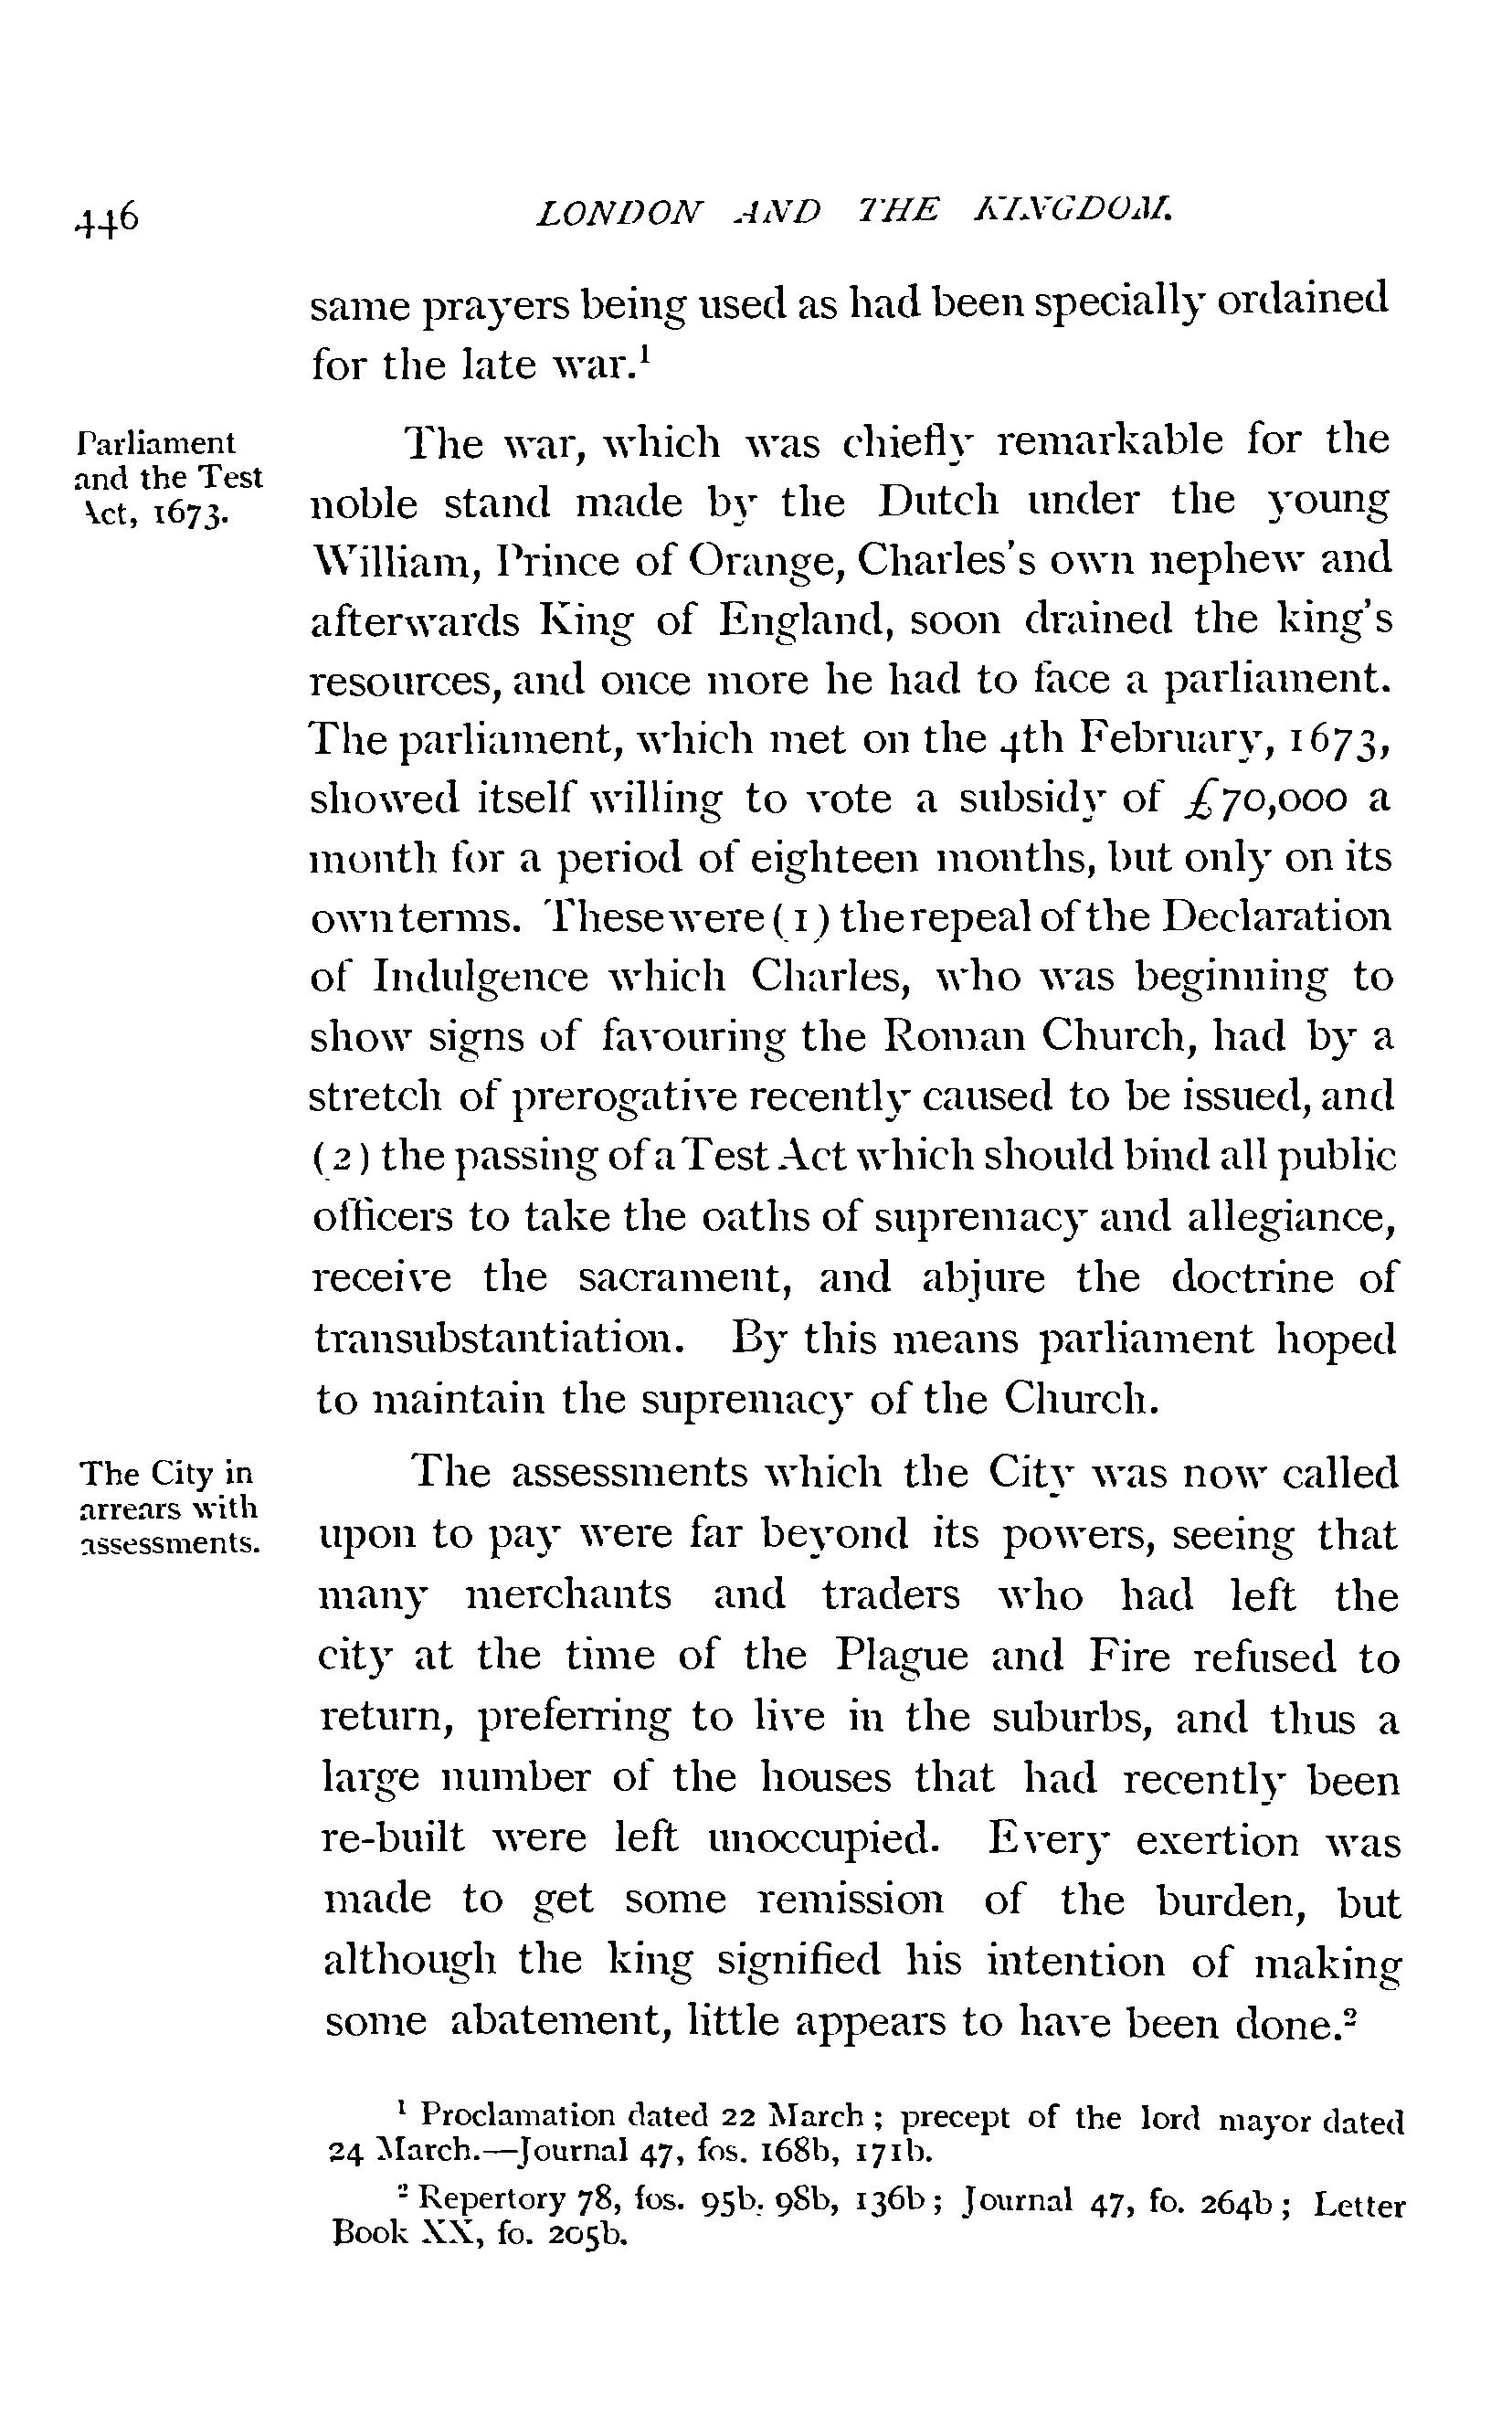 446
LONDON AND THE KINGDOM.
same prayers being used as had been specially ordained
for the late war.¹
Parliament
and the Test
Act, 1673.
The war, which was chiefly remarkable for the
noble stand made by the Dutch under the young
William, Prince of Orange, Charles's own nephew and
afterwards King of England, soon drained the king's
resources, and once more he had to face a parliament.
The parliament, which met on the 4th February, 1673,
showed itself willing to vote a subsidy of £70,000 a
month for a period of eighteen months, but only on its
own terms. These were (1) the repeal of the Declaration
of Indulgence which Charles, who was beginning to
show signs of favouring the Roman Church, had by a
stretch of prerogative recently caused to be issued, and
(2) the passing of a Test Act which should bind all public
officers to take the oaths of supremacy and allegiance,
receive the sacrament, and abjure the doctrine of
transubstantiation. By this means parliament hoped
to maintain the supremacy of the Church.
The City in
arrears with
assessments.
The assessments which the City was now called
upon to pay were far beyond its powers, seeing that
many merchants and traders who had left the
city at the time of the Plague and Fire refused to
return, preferring to live in the suburbs, and thus a
large number of the houses that had recently been
re-built were left unoccupied. Every exertion was
made to get some remission of the burden, but
although the king signified his intention of making
some abatement, little appears to have been done.²
¹ Proclamation dated 22 March; precept of the lord mayor dated
24 March.—Journal 47, fos. 168b, 171b.
² Repertory 78, fos. 95b, 98b, 136b; Journal 47, fo. 264b; Letter
Book XX, fo. 205b.